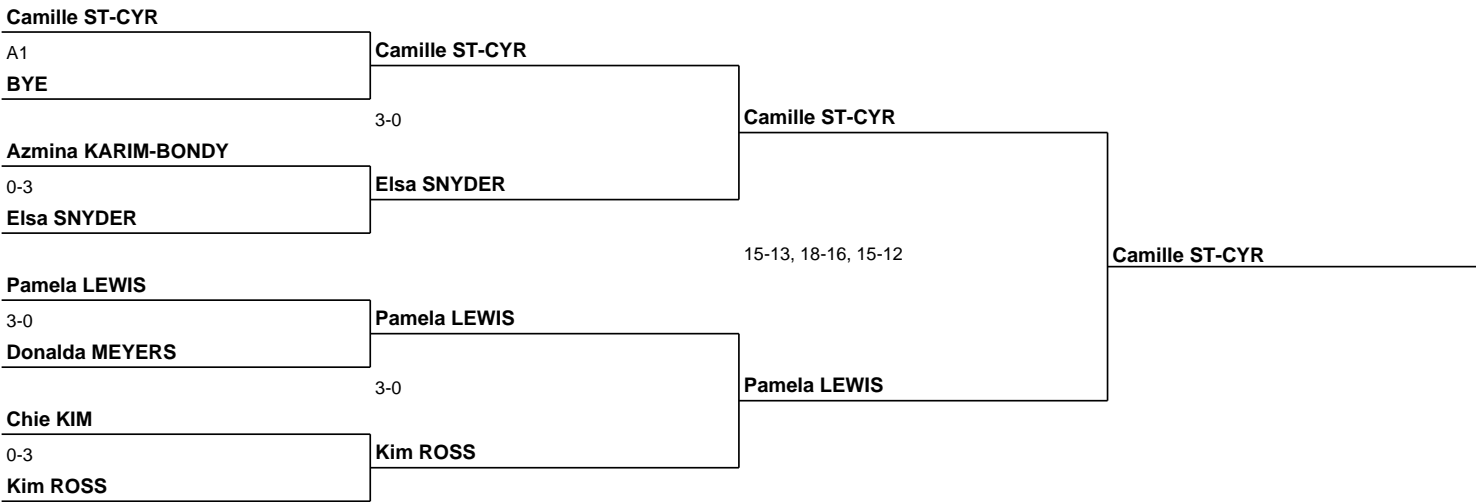 Camille ST-CYR
A1
BYE
Azmina KARIM-BONDY
0-3
Elsa SNYDER
Pamela LEWIS
3-0
Donalda MEYERS
Chie KIM
0-3
Kim ROSS
Camille ST-CYR
3-0
Elsa SNYDER
Pamela LEWIS
3-0
Kim ROSS
Camille ST-CYR
15-13, 18-16, 15-12
Pamela LEWIS
Camille ST-CYR